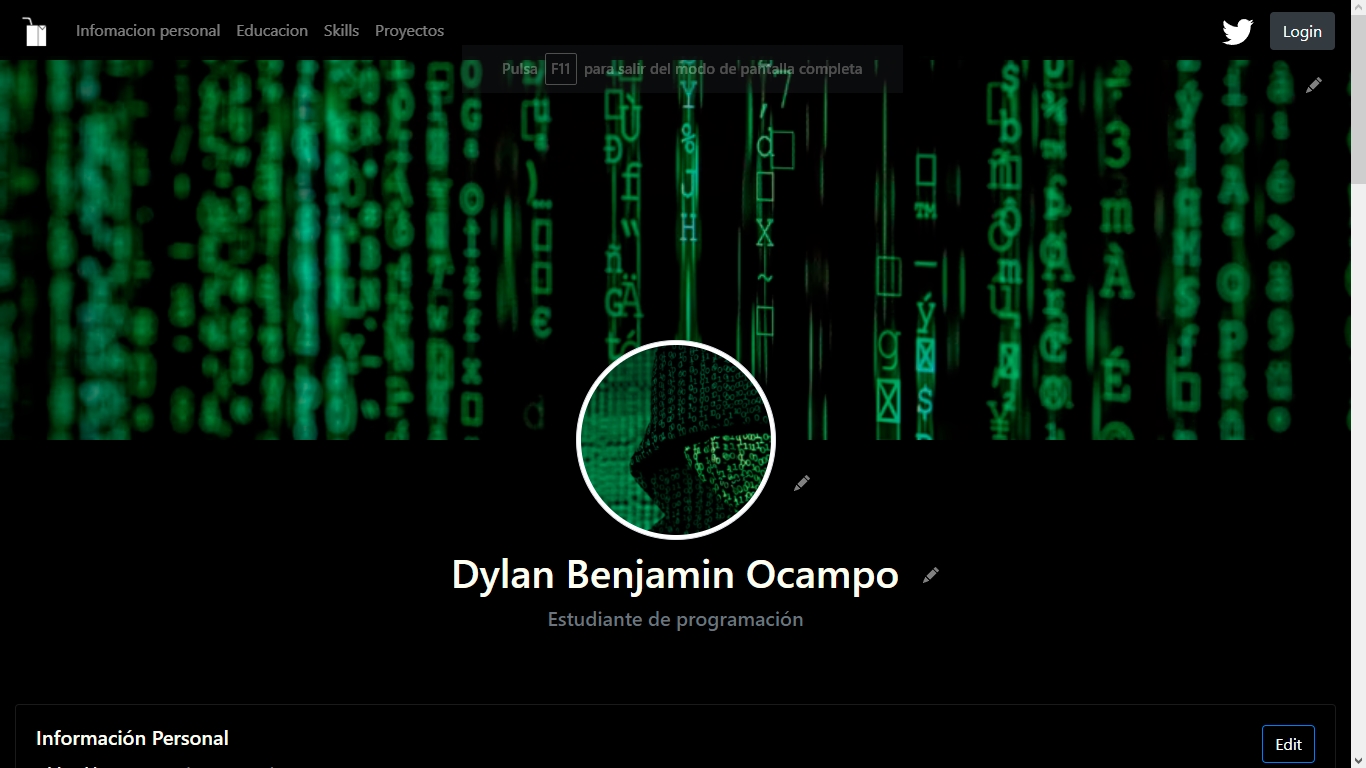 Infomacion personal Educacion Skills Proyectos Login
Pulsa F11 para salir del modo de pantalla completa
Dylan Benjamin Ocampo
Estudiante de programación
Información Personal
Edit